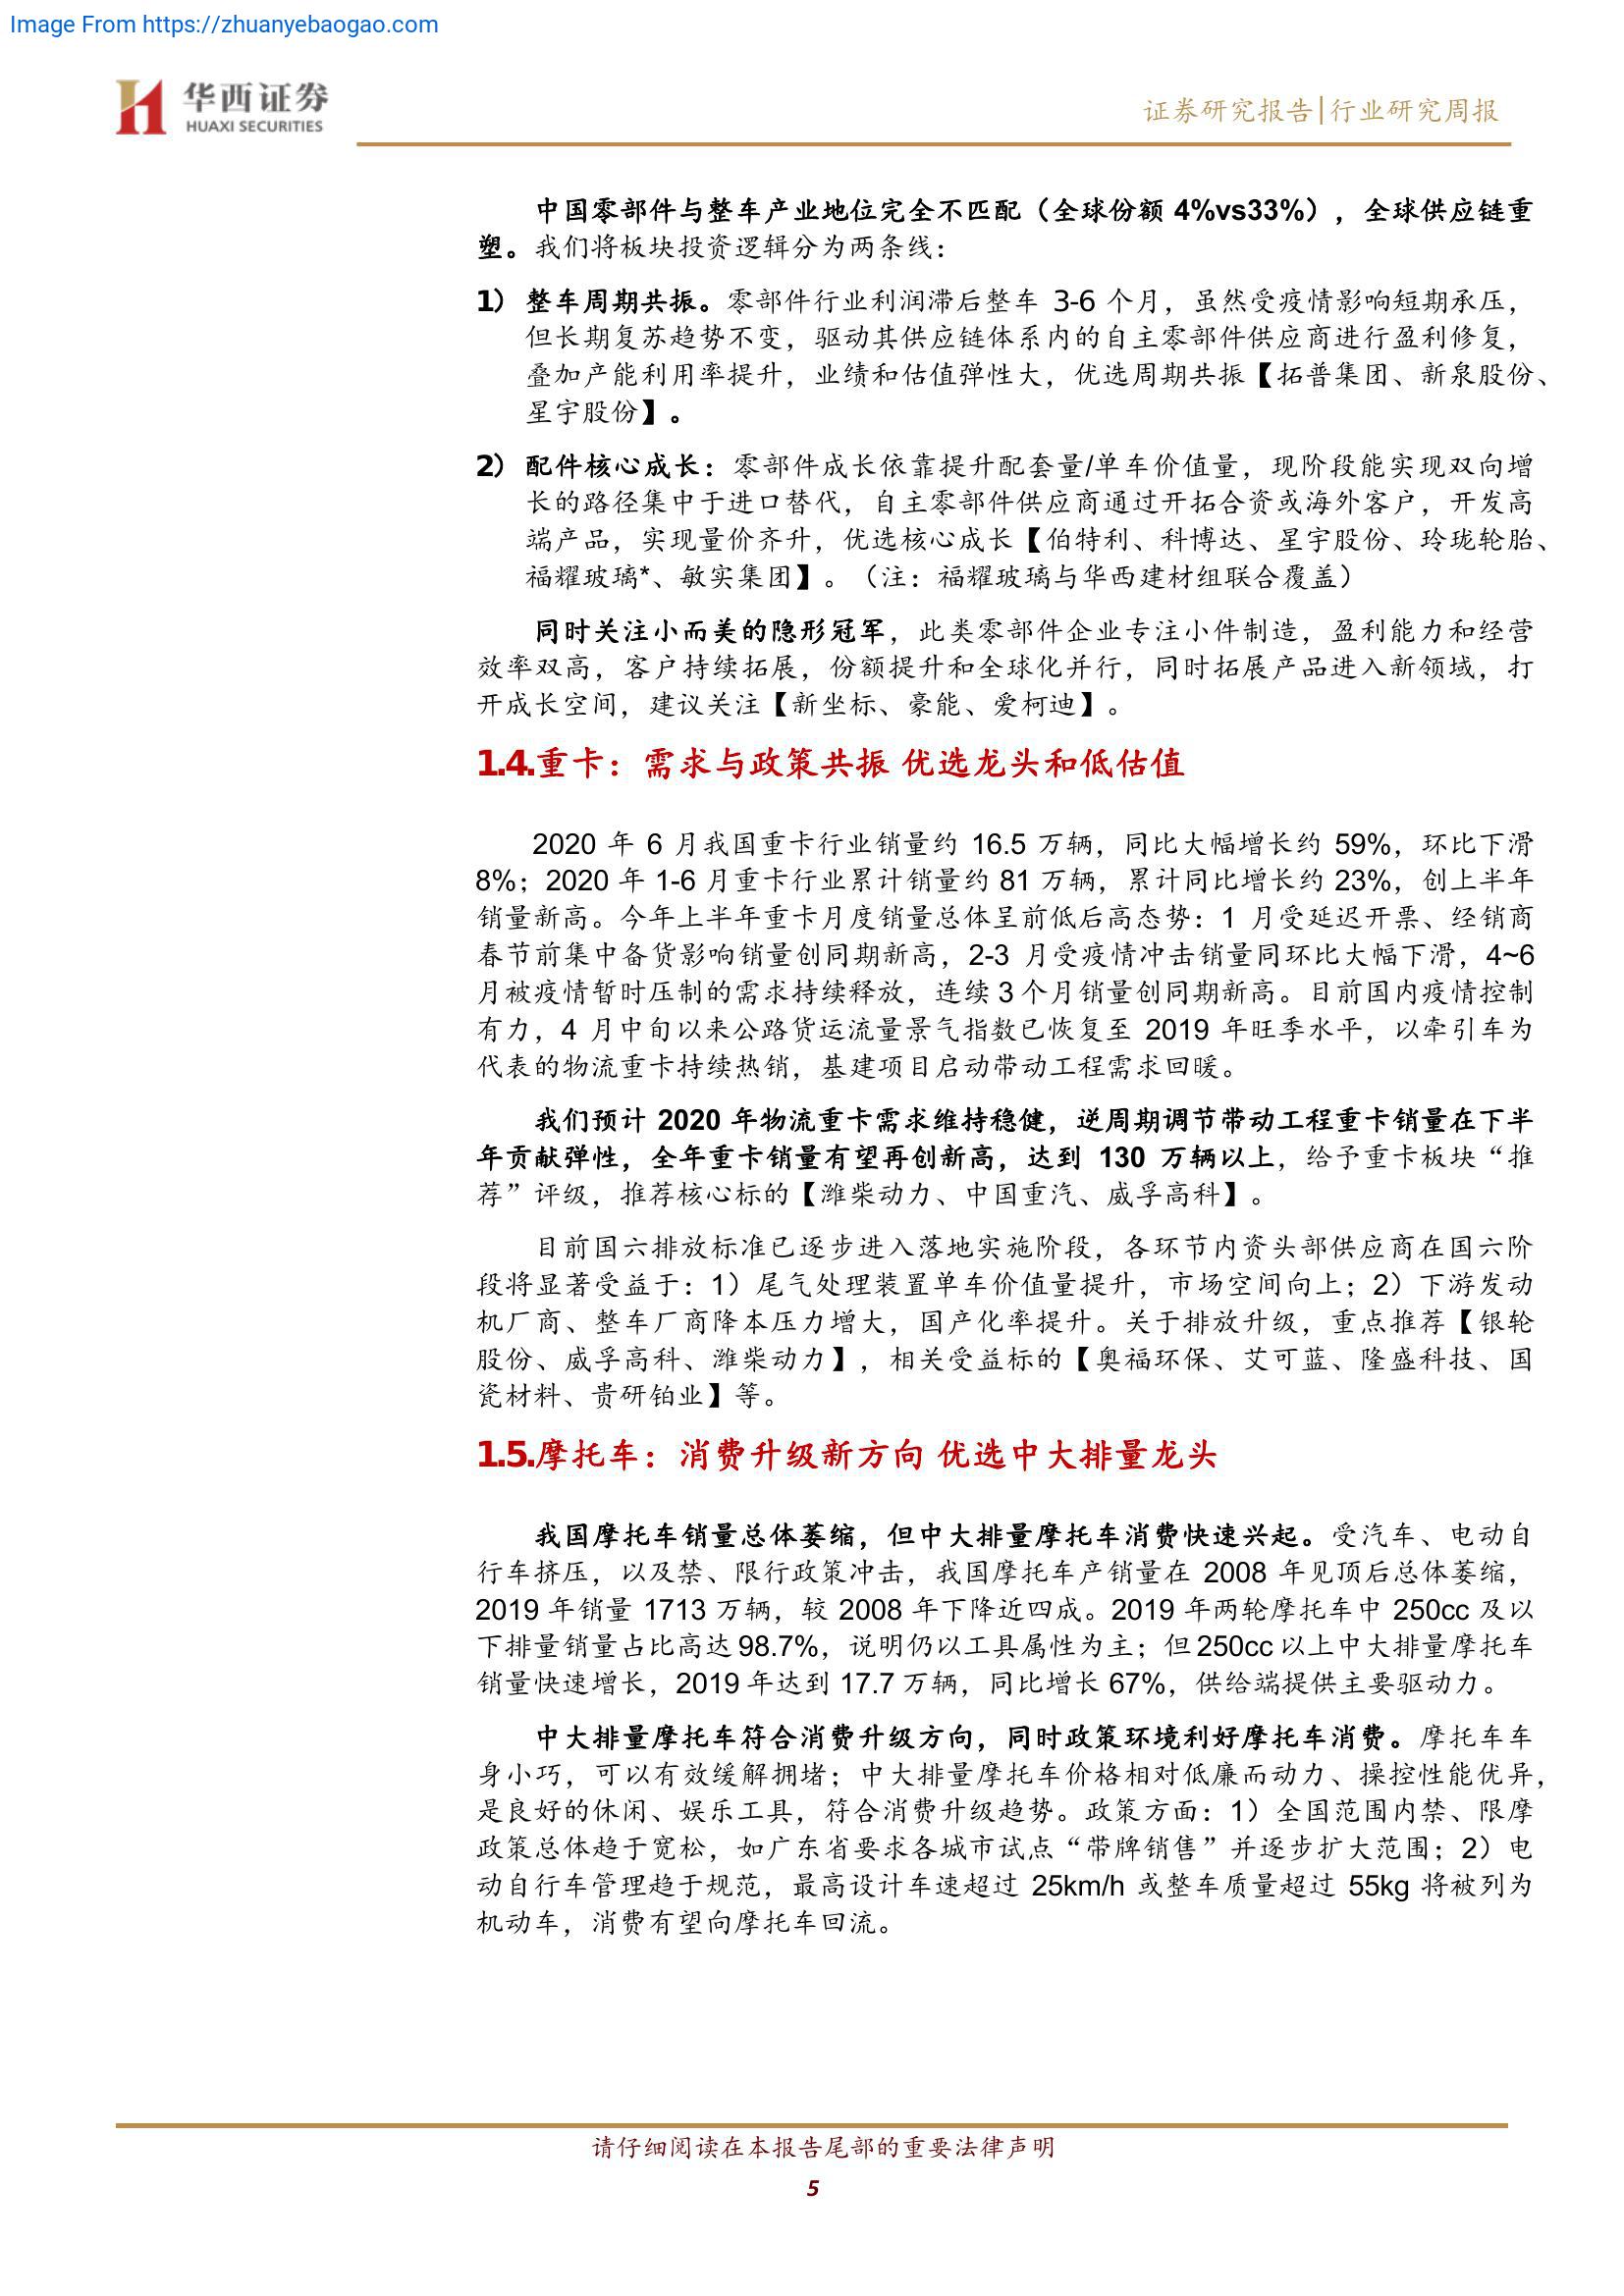 Image From https://zhuanyebaogao.com
华西证券
HUAXI SECURITIES
证券研究报告|行业研究周报
中国零部件与整车产业地位完全不匹配（全球份额 4%vs33%），全球供应链重
塑。我们将板块投资逻辑分为两条线：
1） 整车周期共振。零部件行业利润滞后整车 3-6 个月，虽然受疫情影响短期承压，
但长期复苏趋势不变，驱动其供应链体系内的自主零部件供应商进行盈利修复，
叠加产能利用率提升，业绩和估值弹性大，优选周期共振【拓普集团、新泉股份、
星宇股份】。
2） 配件核心成长：零部件成长依靠提升配套量/单车价值量，现阶段能实现双向增
长的路径集中于进口替代，自主零部件供应商通过开拓合资或海外客户，开发高
端产品，实现量价齐升，优选核心成长【伯特利、科博达、星宇股份、玲珑轮胎、
福耀玻璃*、敏实集团】。（注：福耀玻璃与华西建材组联合覆盖）
同时关注小而美的隐形冠军，此类零部件企业专注小件制造，盈利能力和经营
效率双高，客户持续拓展，份额提升和全球化并行，同时拓展产品进入新领域，打
开成长空间，建议关注【新坐标、豪能、爱柯迪】。
1.4.重卡：需求与政策共振 优选龙头和低估值
2020 年 6 月我国重卡行业销量约 16.5 万辆，同比大幅增长约 59%，环比下滑
8%；2020 年 1-6 月重卡行业累计销量约 81 万辆，累计同比增长约 23%，创上半年
销量新高。今年上半年重卡月度销量总体呈前低后高态势：1 月受延迟开票、经销商
春节前集中备货影响销量创同期新高，2-3 月受疫情冲击销量同环比大幅下滑，4~6
月被疫情暂时压制的需求持续释放，连续 3 个月销量创同期新高。目前国内疫情控制
有力，4 月中旬以来公路货运流量景气指数已恢复至 2019 年旺季水平，以牵引车为
代表的物流重卡持续热销，基建项目启动带动工程需求回暖。
我们预计 2020 年物流重卡需求维持稳健，逆周期调节带动工程重卡销量在下半
年贡献弹性，全年重卡销量有望再创新高，达到 130 万辆以上，给予重卡板块“推
荐”评级，推荐核心标的【潍柴动力、中国重汽、威孚高科】。
目前国六排放标准已逐步进入落地实施阶段，各环节内资头部供应商在国六阶
段将显著受益于：1）尾气处理装置单车价值量提升，市场空间向上；2）下游发动
机厂商、整车厂商降本压力增大，国产化率提升。关于排放升级，重点推荐【银轮
股份、威孚高科、潍柴动力】，相关受益标的【奥福环保、艾可蓝、隆盛科技、国
瓷材料、贵研铂业】等。
1.5.摩托车：消费升级新方向 优选中大排量龙头
我国摩托车销量总体萎缩，但中大排量摩托车消费快速兴起。受汽车、电动自
行车挤压，以及禁、限行政策冲击，我国摩托车产销量在 2008 年见顶后总体萎缩，
2019 年销量 1713 万辆，较 2008 年下降近四成。2019 年两轮摩托车中 250cc 及以
下排量销量占比高达 98.7%，说明仍以工具属性为主；但 250cc 以上中大排量摩托车
销量快速增长，2019 年达到 17.7 万辆，同比增长 67%，供给端提供主要驱动力。
中大排量摩托车符合消费升级方向，同时政策环境利好摩托车消费。摩托车车
身小巧，可以有效缓解拥堵；中大排量摩托车价格相对低廉而动力、操控性能优异，
是良好的休闲、娱乐工具，符合消费升级趋势。政策方面：1）全国范围内禁、限摩
政策总体趋于宽松，如广东省要求各城市试点“带牌销售”并逐步扩大范围；2）电
动自行车管理趋于规范，最高设计车速超过 25km/h 或整车质量超过 55kg 将被列为
机动车，消费有望向摩托车回流。
请仔细阅读在本报告尾部的重要法律声明
5